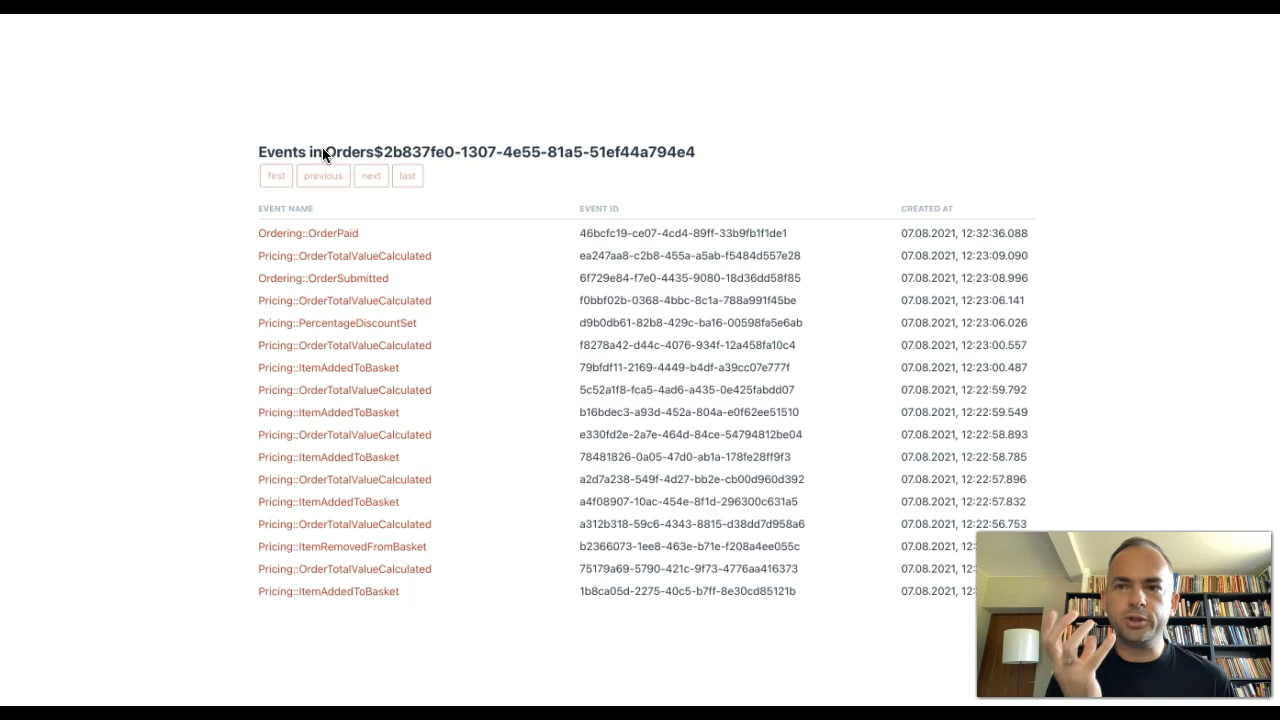 Events in Orders$2b837fe0-1307-4e55-81a5-51ef44a794e4
first previous next last
EVENT NAME EVENT ID CREATED AT
Ordering::OrderPaid 46bcfc19-ce07-4cd4-89ff-33b9fb1f1de1 07.08.2021, 12:32:36.088
Pricing::OrderTotalValueCalculated ea247aa8-c2b8-455a-a5ab-f5484d557e28 07.08.2021, 12:23:09.090
Ordering::OrderSubmitted 6f729e84-f7e0-4435-9080-18d36dd58f85 07.08.2021, 12:23:08.996
Pricing::OrderTotalValueCalculated f0bbf02b-0368-4bbc-8c1a-788a991f45be 07.08.2021, 12:23:06.141
Pricing::PercentageDiscountSet d9b0db61-82b8-429c-ba16-00598fa5e6ab 07.08.2021, 12:23:06.026
Pricing::OrderTotalValueCalculated f8278a42-d44c-4076-934f-12a458fa10c4 07.08.2021, 12:23:00.557
Pricing::ItemAddedToBasket 79bfdf11-2169-4449-b4df-a39cc07e777f 07.08.2021, 12:23:00.487
Pricing::OrderTotalValueCalculated 5c52a1f8-fca5-4ad6-a435-0e425fabdd07 07.08.2021, 12:22:59.792
Pricing::ItemAddedToBasket b16bdec3-a93d-452a-804a-e0f62ee51510 07.08.2021, 12:22:59.549
Pricing::OrderTotalValueCalculated e330fd2e-2a7e-464d-84ce-54794812be04 07.08.2021, 12:22:58.893
Pricing::ItemAddedToBasket 78481826-0a05-47d0-ab1a-178fe28ff9f3 07.08.2021, 12:22:58.785
Pricing::OrderTotalValueCalculated a2d7a238-549f-4d27-bb2e-cb00d960d392 07.08.2021, 12:22:57.896
Pricing::ItemAddedToBasket a4f08907-10ac-454e-8f1d-296300c631a5 07.08.2021, 12:22:57.832
Pricing::OrderTotalValueCalculated a312b318-59c6-4343-8815-d38dd7d958a6 07.08.2021, 12:22:56.753
Pricing::ItemRemovedFromBasket b2366073-1ee8-463e-b71e-f208a4ee055c 07.08.2021, 12:
Pricing::OrderTotalValueCalculated 75179a69-5790-421c-9f73-4776aa416373 07.08.2021, 12:
Pricing::ItemAddedToBasket 1b8ca05d-2275-40c5-b7ff-8e30cd85121b 07.08.2021, 12: